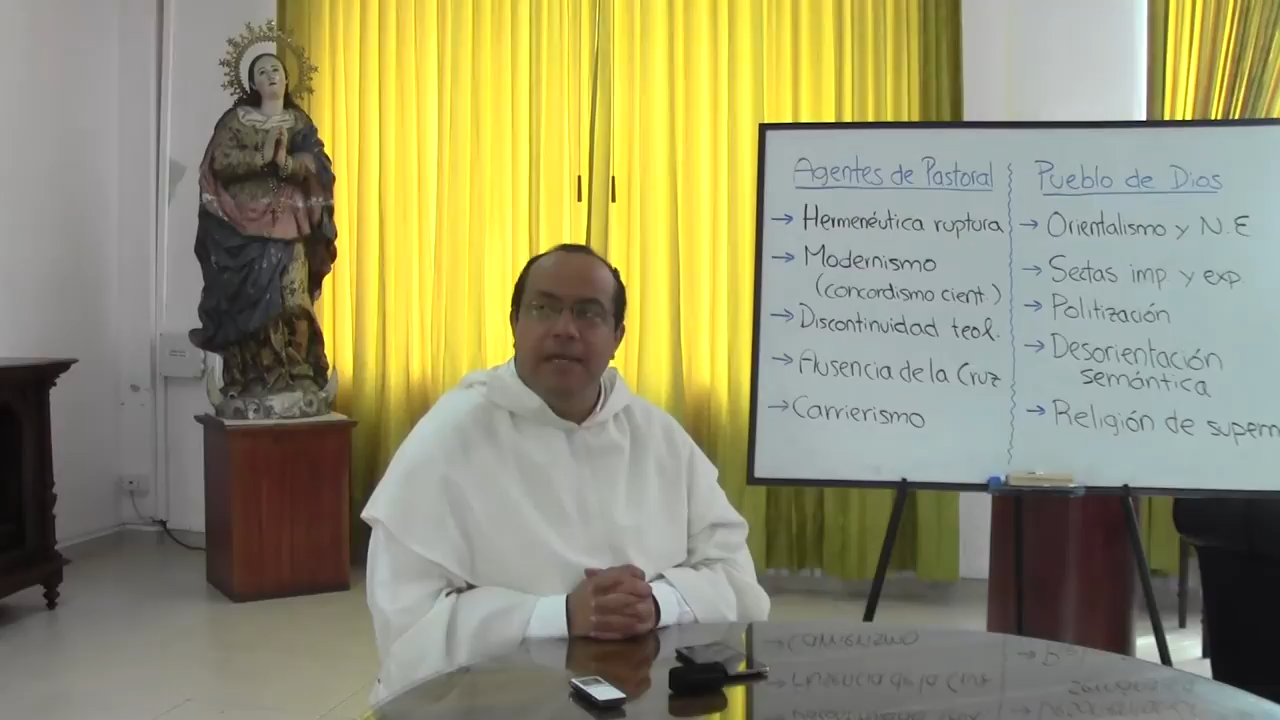 Agentes de Pastoral
→ Hermenéutica ruptura
→ Modernismo
(concordismo cient.)
→ Discontinuidad teol.
→ Ausencia de la Cruz
→ Carrierismo
Pueblo de Dios
→ Orientalismo y N.E
→ Sectas imp y exp
→ Politización
→ Desorientación
semántica
→ Religión de